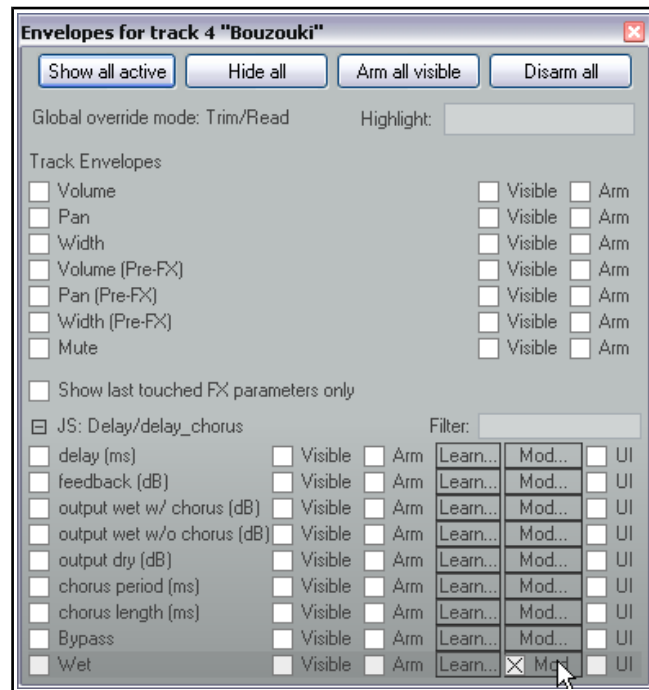 Envelopes for track 4 "Bouzouki"
Show all active Hide all Arm all visible Disarm all
Global override mode: Trim/Read Highlight:
Track Envelopes
Volume Visible Arm
Pan Visible Arm
Width Visible Arm
Volume (Pre-FX) Visible Arm
Pan (Pre-FX) Visible Arm
Width (Pre-FX) Visible Arm
Mute Visible Arm
Show last touched FX parameters only
JS: Delay/delay_chorus Filter:
delay (ms) Visible Arm Learn... Mod... UI
feedback (dB) Visible Arm Learn... Mod... UI
output wet w/ chorus (dB) Visible Arm Learn... Mod... UI
output wet w/o chorus (dB) Visible Arm Learn... Mod... UI
output dry (dB) Visible Arm Learn... Mod... UI
chorus period (ms) Visible Arm Learn... Mod... UI
chorus length (ms) Visible Arm Learn... Mod... UI
Bypass Visible Arm Learn... Mod... UI
Wet Visible Arm Learn... Mod UI